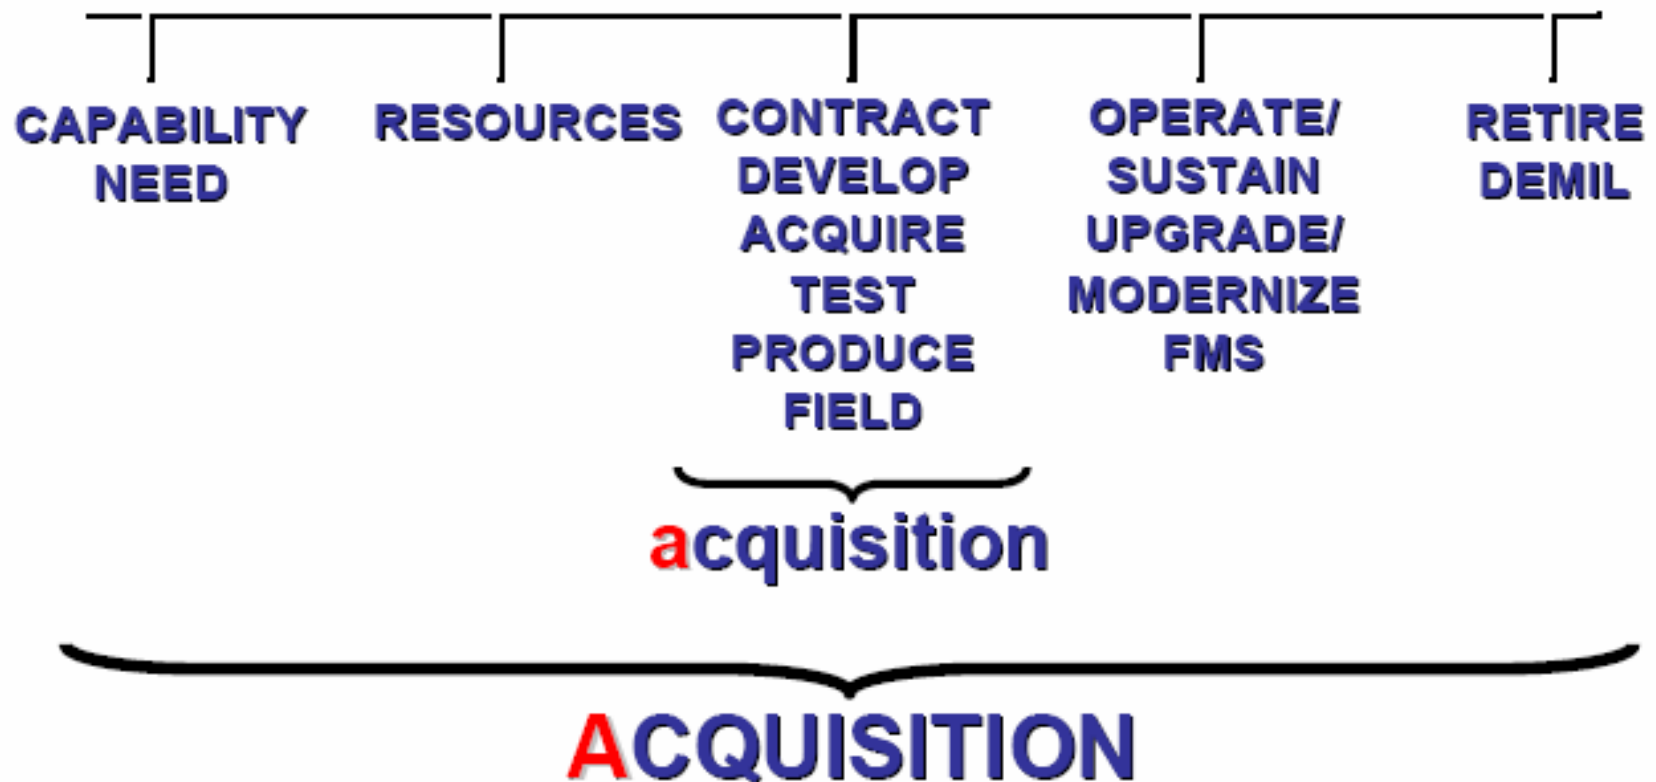 CAPABILITY
NEED
RESOURCES
CONTRACT
DEVELOP
ACQUIRE
TEST
PRODUCE
FIELD
OPERATE/
SUSTAIN
UPGRADE/
MODERNIZE
FMS
RETIRE
DEMIL
acquisition
ACQUISITION